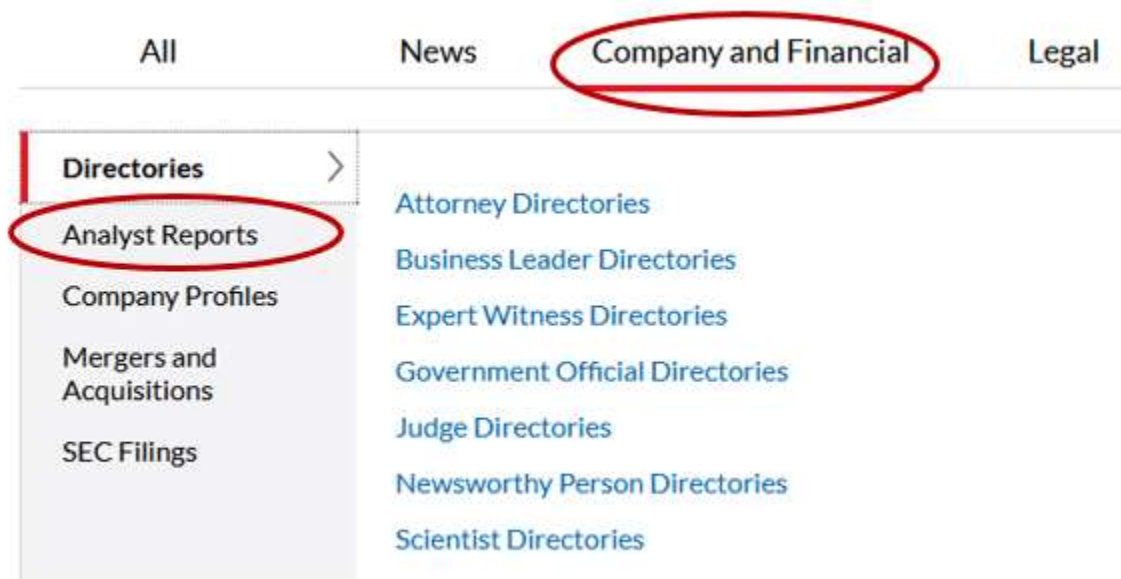 All News Company and Financial Legal
Directories
Analyst Reports
Company Profiles
Mergers and
Acquisitions
SEC Filings
Attorney Directories
Business Leader Directories
Expert Witness Directories
Government Official Directories
Judge Directories
Newsworthy Person Directories
Scientist Directories